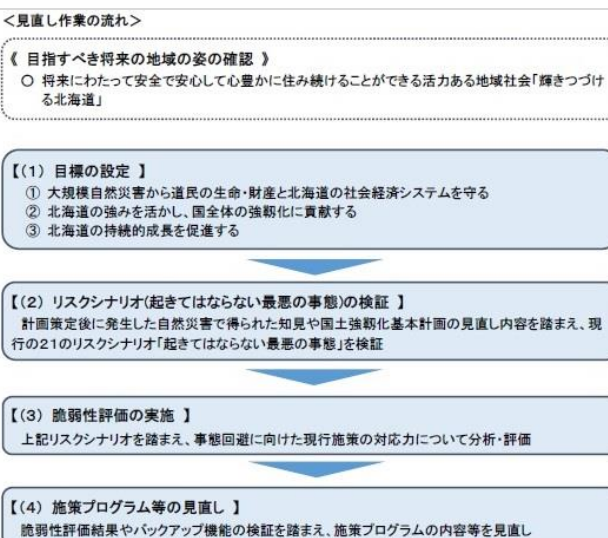 ＜見直し作業の流れ＞
《 目指すべき将来の地域の姿の確認 》
○ 将来にわたって安全で安心して心豊かに住み続けることができる活力ある地域社会「輝きつづけ
る北海道」
【(1) 目標の設定 】
① 大規模自然災害から道民の生命・財産と北海道の社会経済システムを守る
② 北海道の強みを活かし、国全体の強靱化に貢献する
③ 北海道の持続的成長を促進する
【(2) リスクシナリオ(起きてはならない最悪の事態)の検証 】
計画策定後に発生した自然災害で得られた知見や国土強靱化基本計画の見直し内容を踏まえ、現
行の21のリスクシナリオ「起きてはならない最悪の事態」を検証
【(3) 脆弱性評価の実施 】
上記リスクシナリオを踏まえ、事態回避に向けた現行施策の対応力について分析・評価
【(4) 施策プログラム等の見直し 】
脆弱性評価結果やバックアップ機能の検証を踏まえ、施策プログラムの内容等を見直し